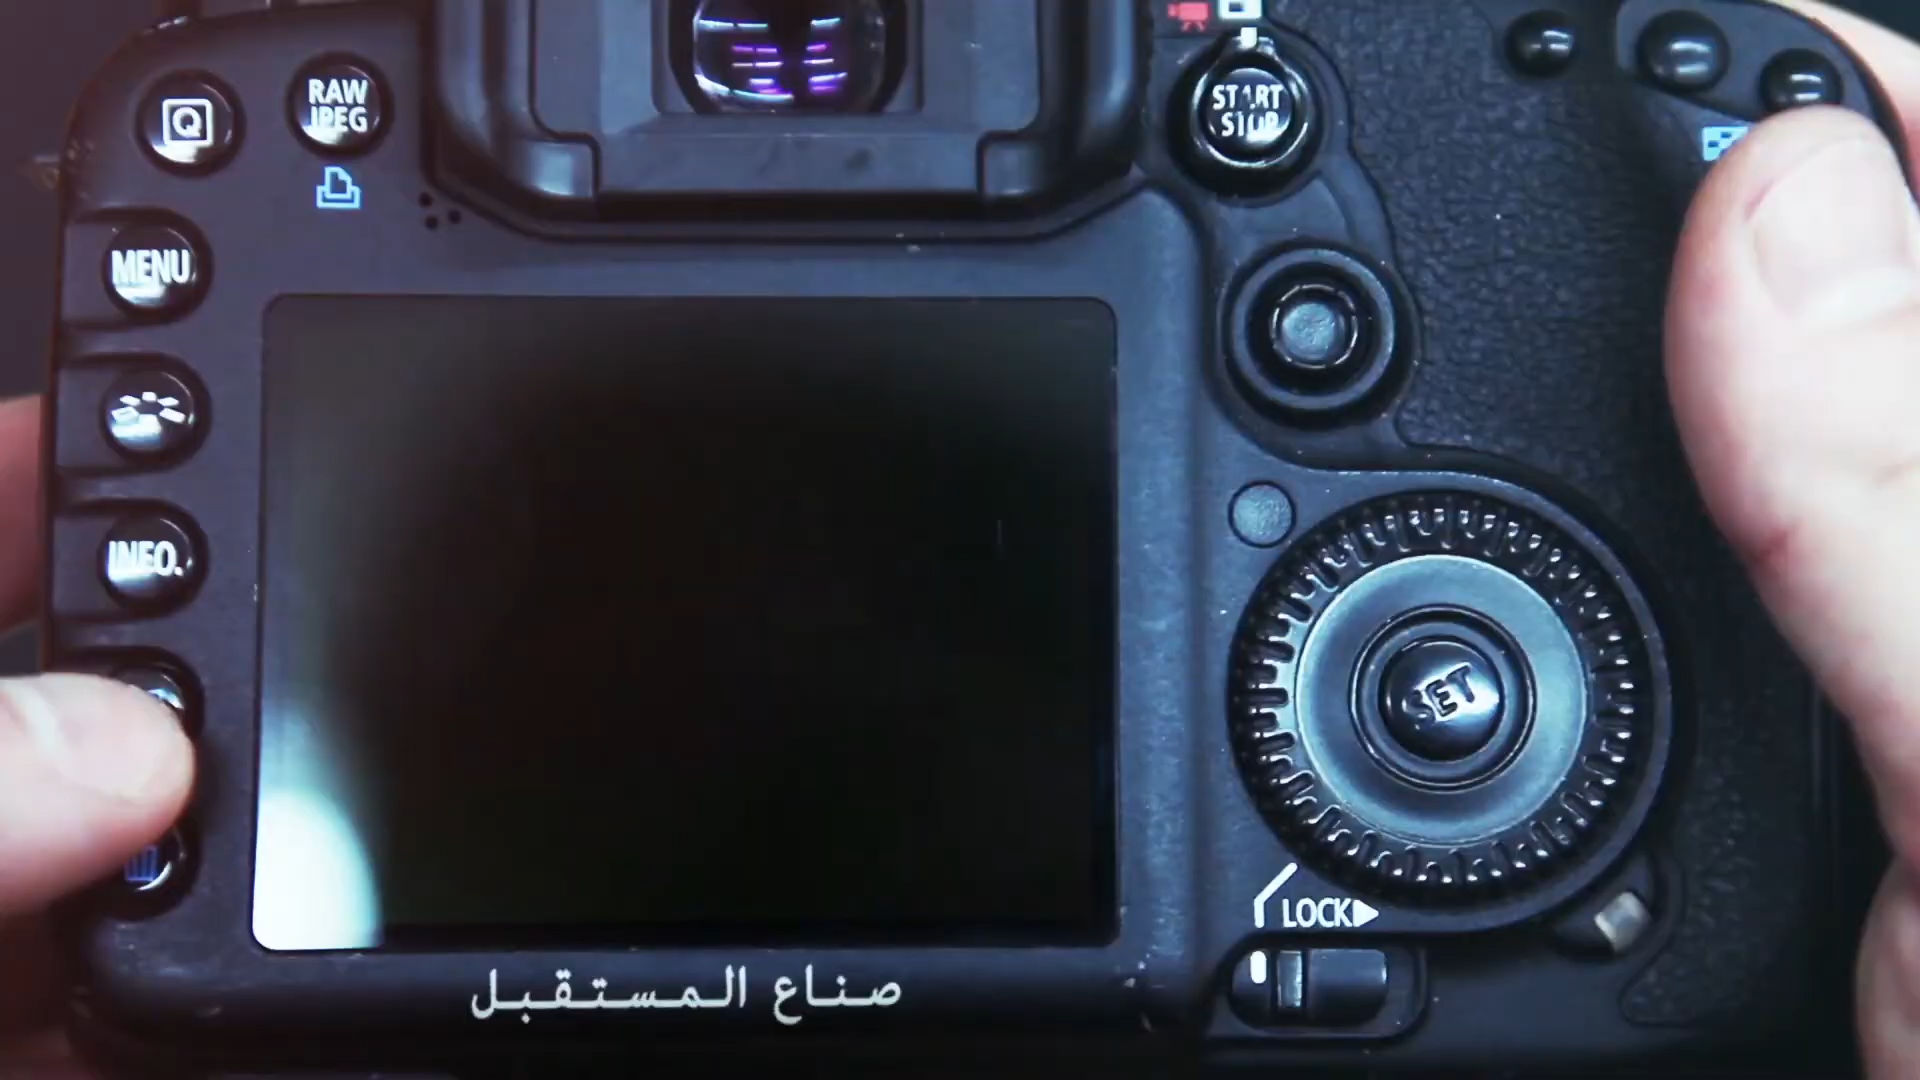 Q
RAW
JPEG
START
STOP
MENU
INFO.
SET
LOCK
صناع المستقبل